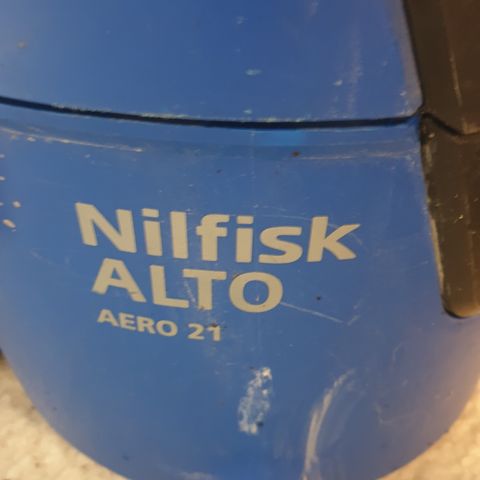 Nilfisk
ALTO
AERO 21